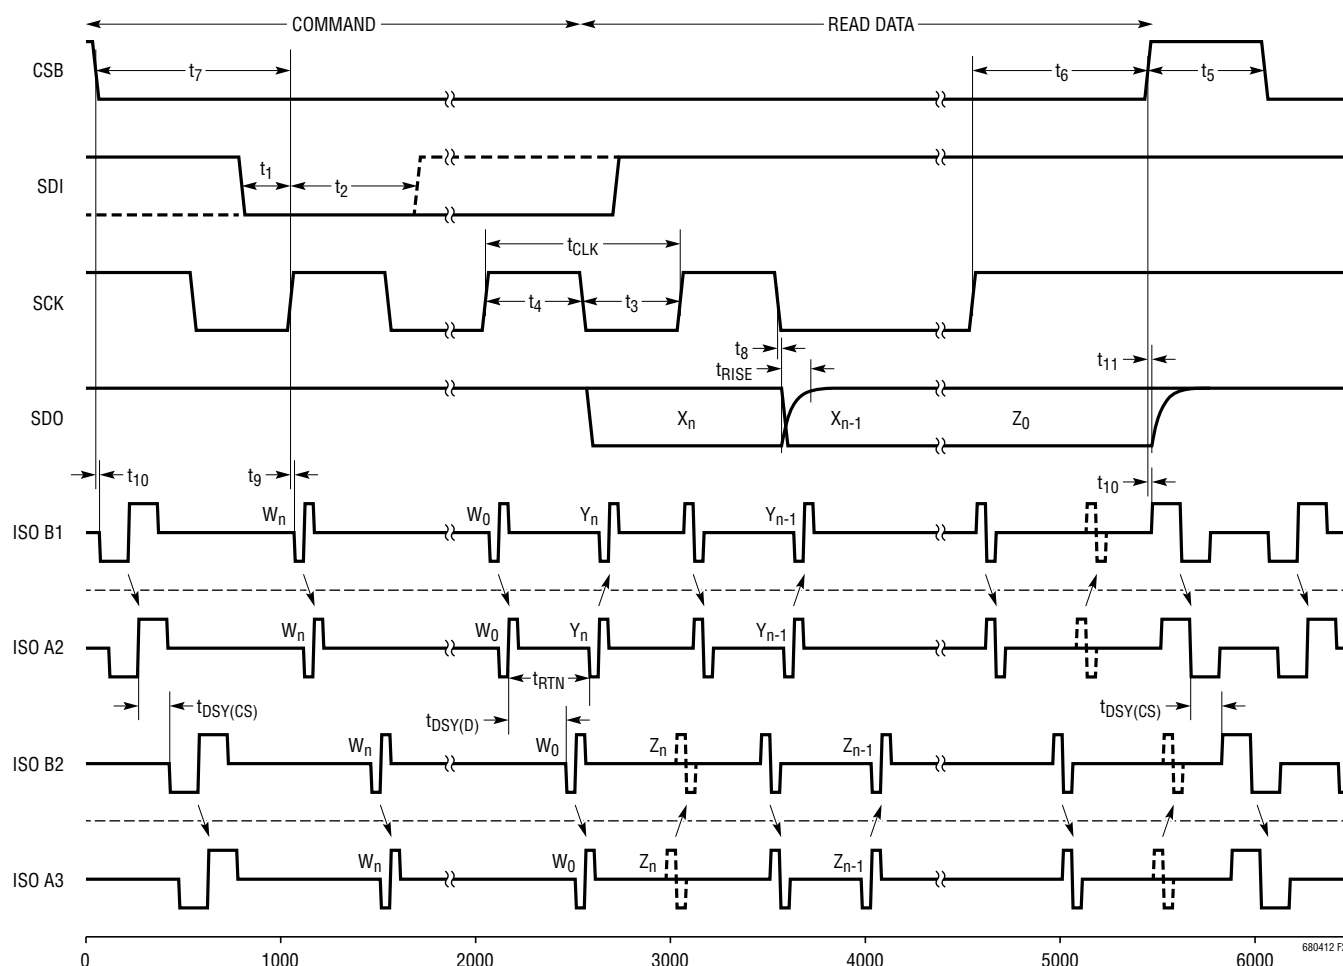 COMMAND READ DATA
CSB t7 t6 t5
SDI t1 t2
tCLK
SCK t4 t3
t8 t11
tRISE
SDO Xn Xn-1 Z0
t10 t9 t10
ISO B1 Wn W0 Yn Yn-1
ISO A2 Wn W0 Yn Yn-1
tRTN
tDSY(CS) tDSY(D) tDSY(CS)
ISO B2 Wn W0 Zn Zn-1
ISO A3 Wn W0 Zn Zn-1
0 1000 2000 3000 4000 5000 6000
680412